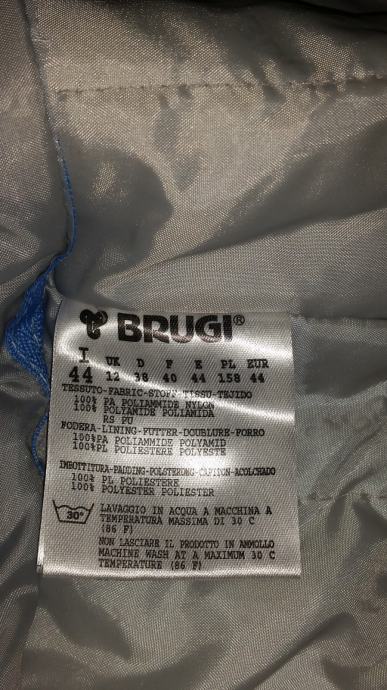 BRUGI®
I UK D F E PL EUR
44 12 38 40 44 158 44
TESSUTO-FABRIC-STOFF-TISSU-TEJIDO
100% PA POLIAMMIDE NYLON
100% POLYAMIDE POLIAMIDA
RS PU
FODERA-LINING-FUTTER-DOUBLURE-FORRO
100%PA POLIAMMIDE POLYAMID
100%PL POLIESTERE POLYESTE
IMBOTTITURA-PADDING-POLSTERUNG-CAPITON-ACOLCHADO
100% PL POLIESTERE
100% POLYESTER POLIESTER
30° LAVAGGIO IN ACQUA A MACCHINA A
TEMPERATURA MASSIMA DI 30 C
(86 F)
NON LASCIARE IL PRODOTTO IN AMMOLLO
MACHINE WASH AT A MAXIMUM 30 C
TEMPERATURE (86 F)